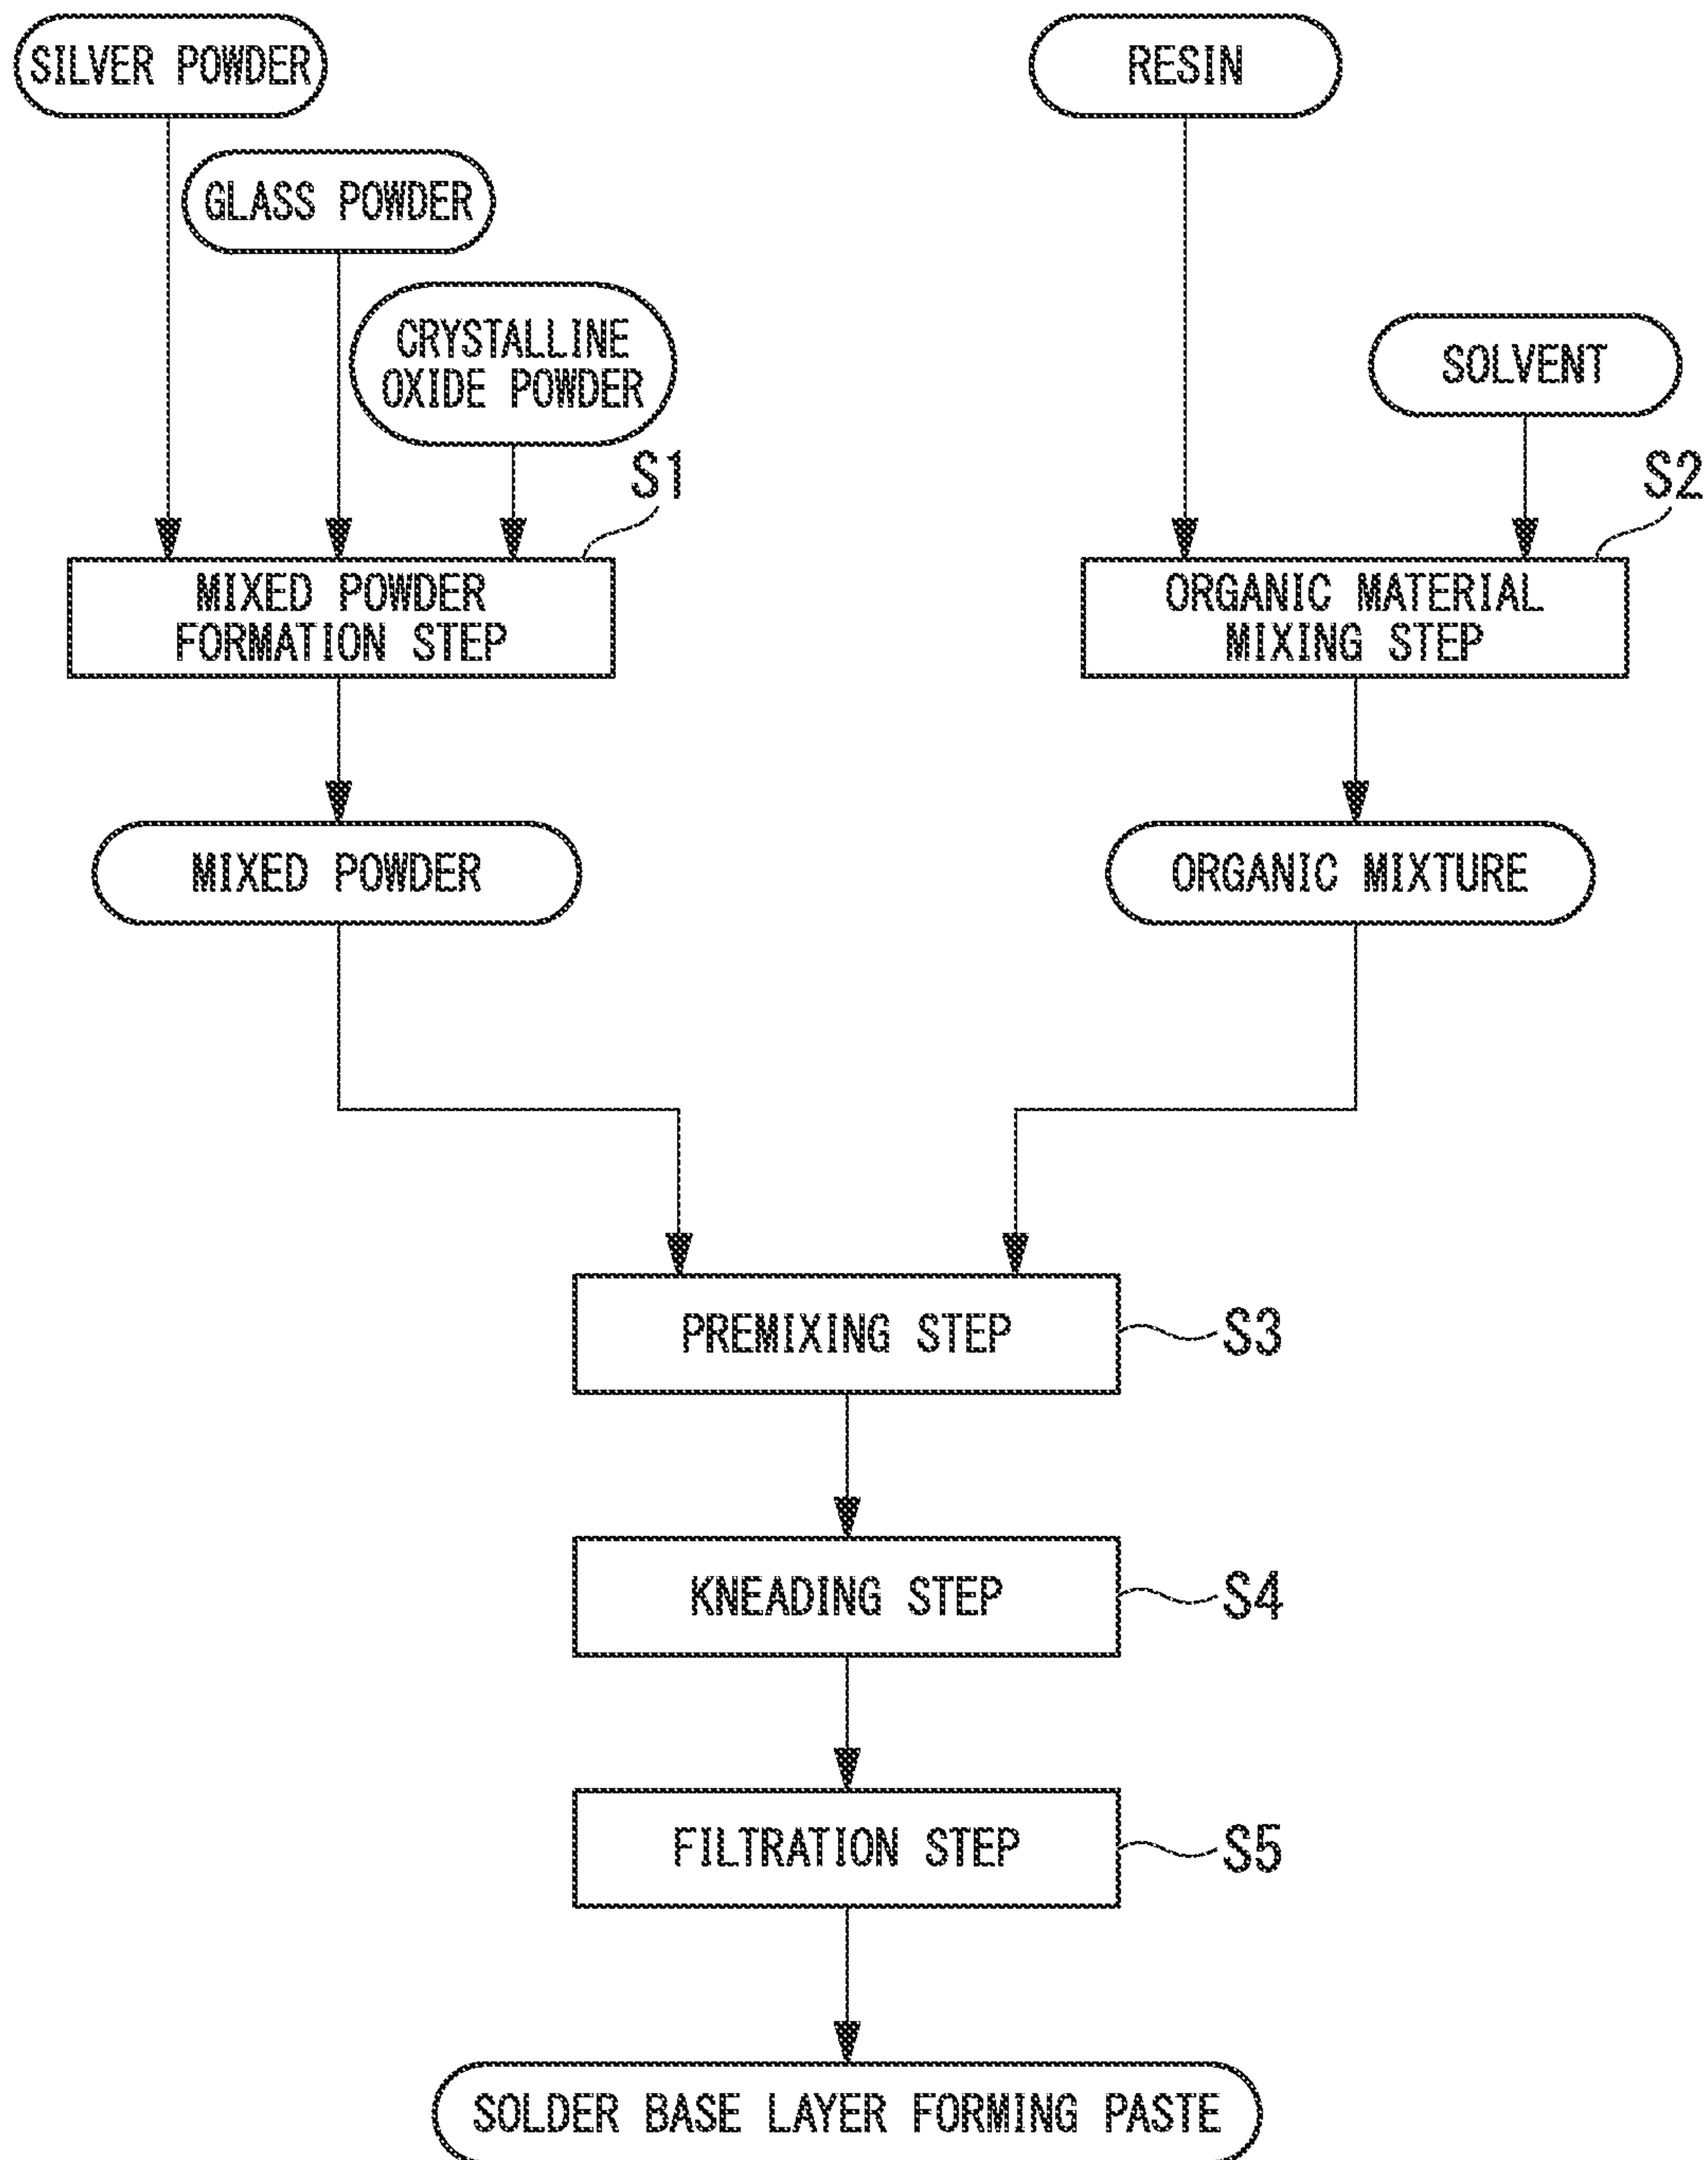 SILVER POWDER
RESIN
GLASS POWDER
CRYSTALLINE
OXIDE POWDER
SOLVENT
S1
S2
MIXED POWDER
FORMATION STEP
ORGANIC MATERIAL
MIXING STEP
MIXED POWDER
ORGANIC MIXTURE
PREMIXING STEP
S3
KNEADING STEP
S4
FILTRATION STEP
S5
SOLDER BASE LAYER FORMING PASTE